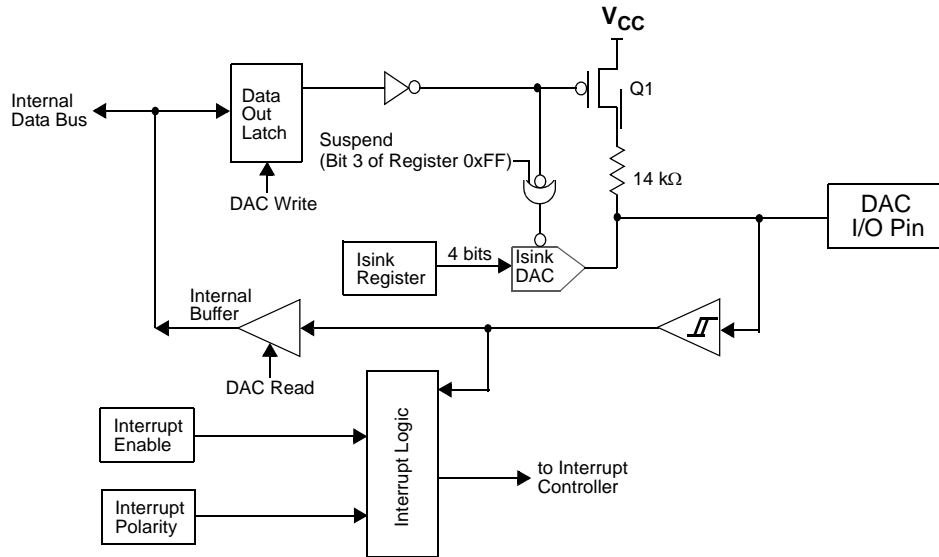 VCC
Internal
Data Bus
Data
Out
Latch
Q1
Suspend
(Bit 3 of Register 0xFF)
14 kΩ
DAC Write
DAC
I/O Pin
Isink
Register
4 bits
Isink
DAC
Internal
Buffer
DAC Read
Interrupt
Enable
Interrupt Logic
to Interrupt
Controller
Interrupt
Polarity